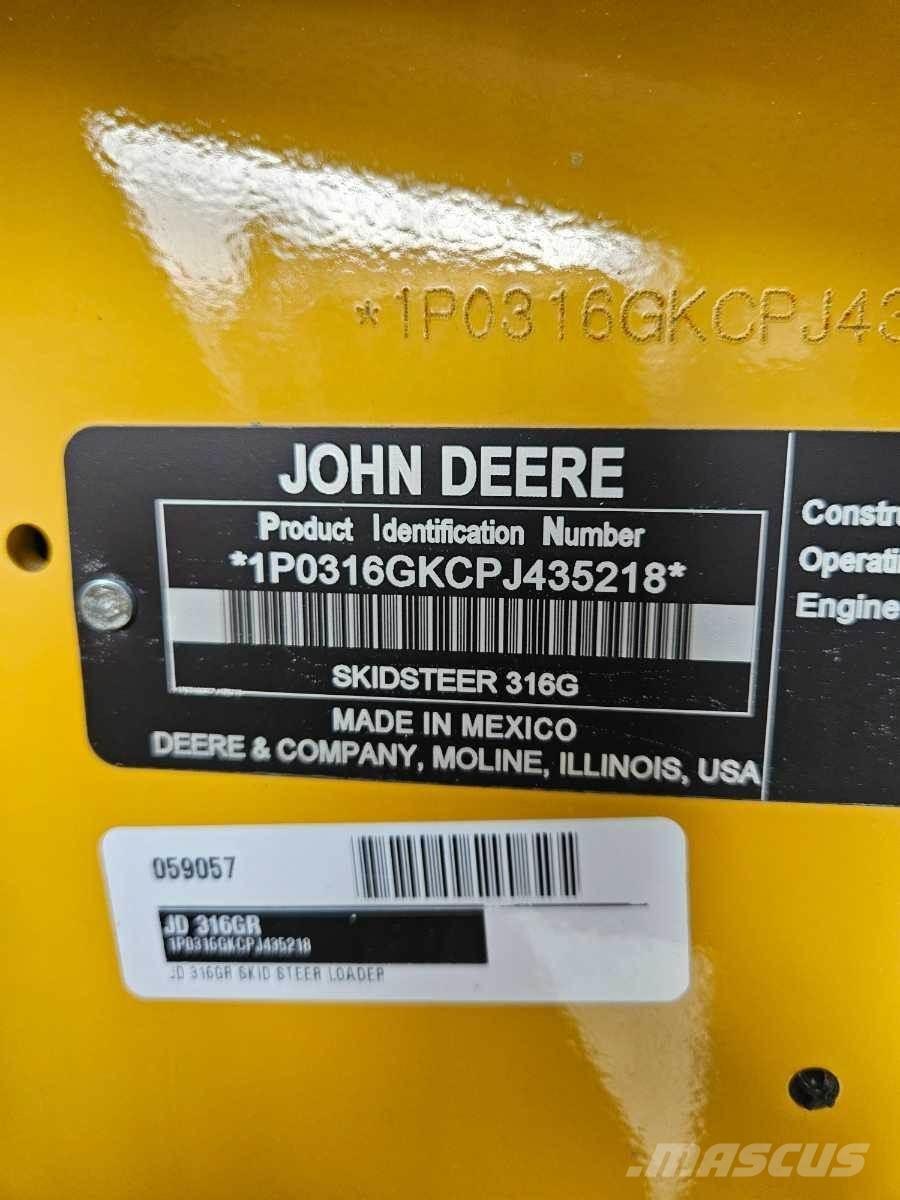 *1P0316GKCPJ43
JOHN DEERE
Product Identification Number
*1P0316GKCPJ435218*
SKIDSTEER 316G
MADE IN MEXICO
DEERE & COMPANY, MOLINE, ILLINOIS, USA
Constru
Operati
Engine
059057
JD 316GR
1P0316GKCPJ435218
JD 316GR SKID STEER LOADER
MASCUS